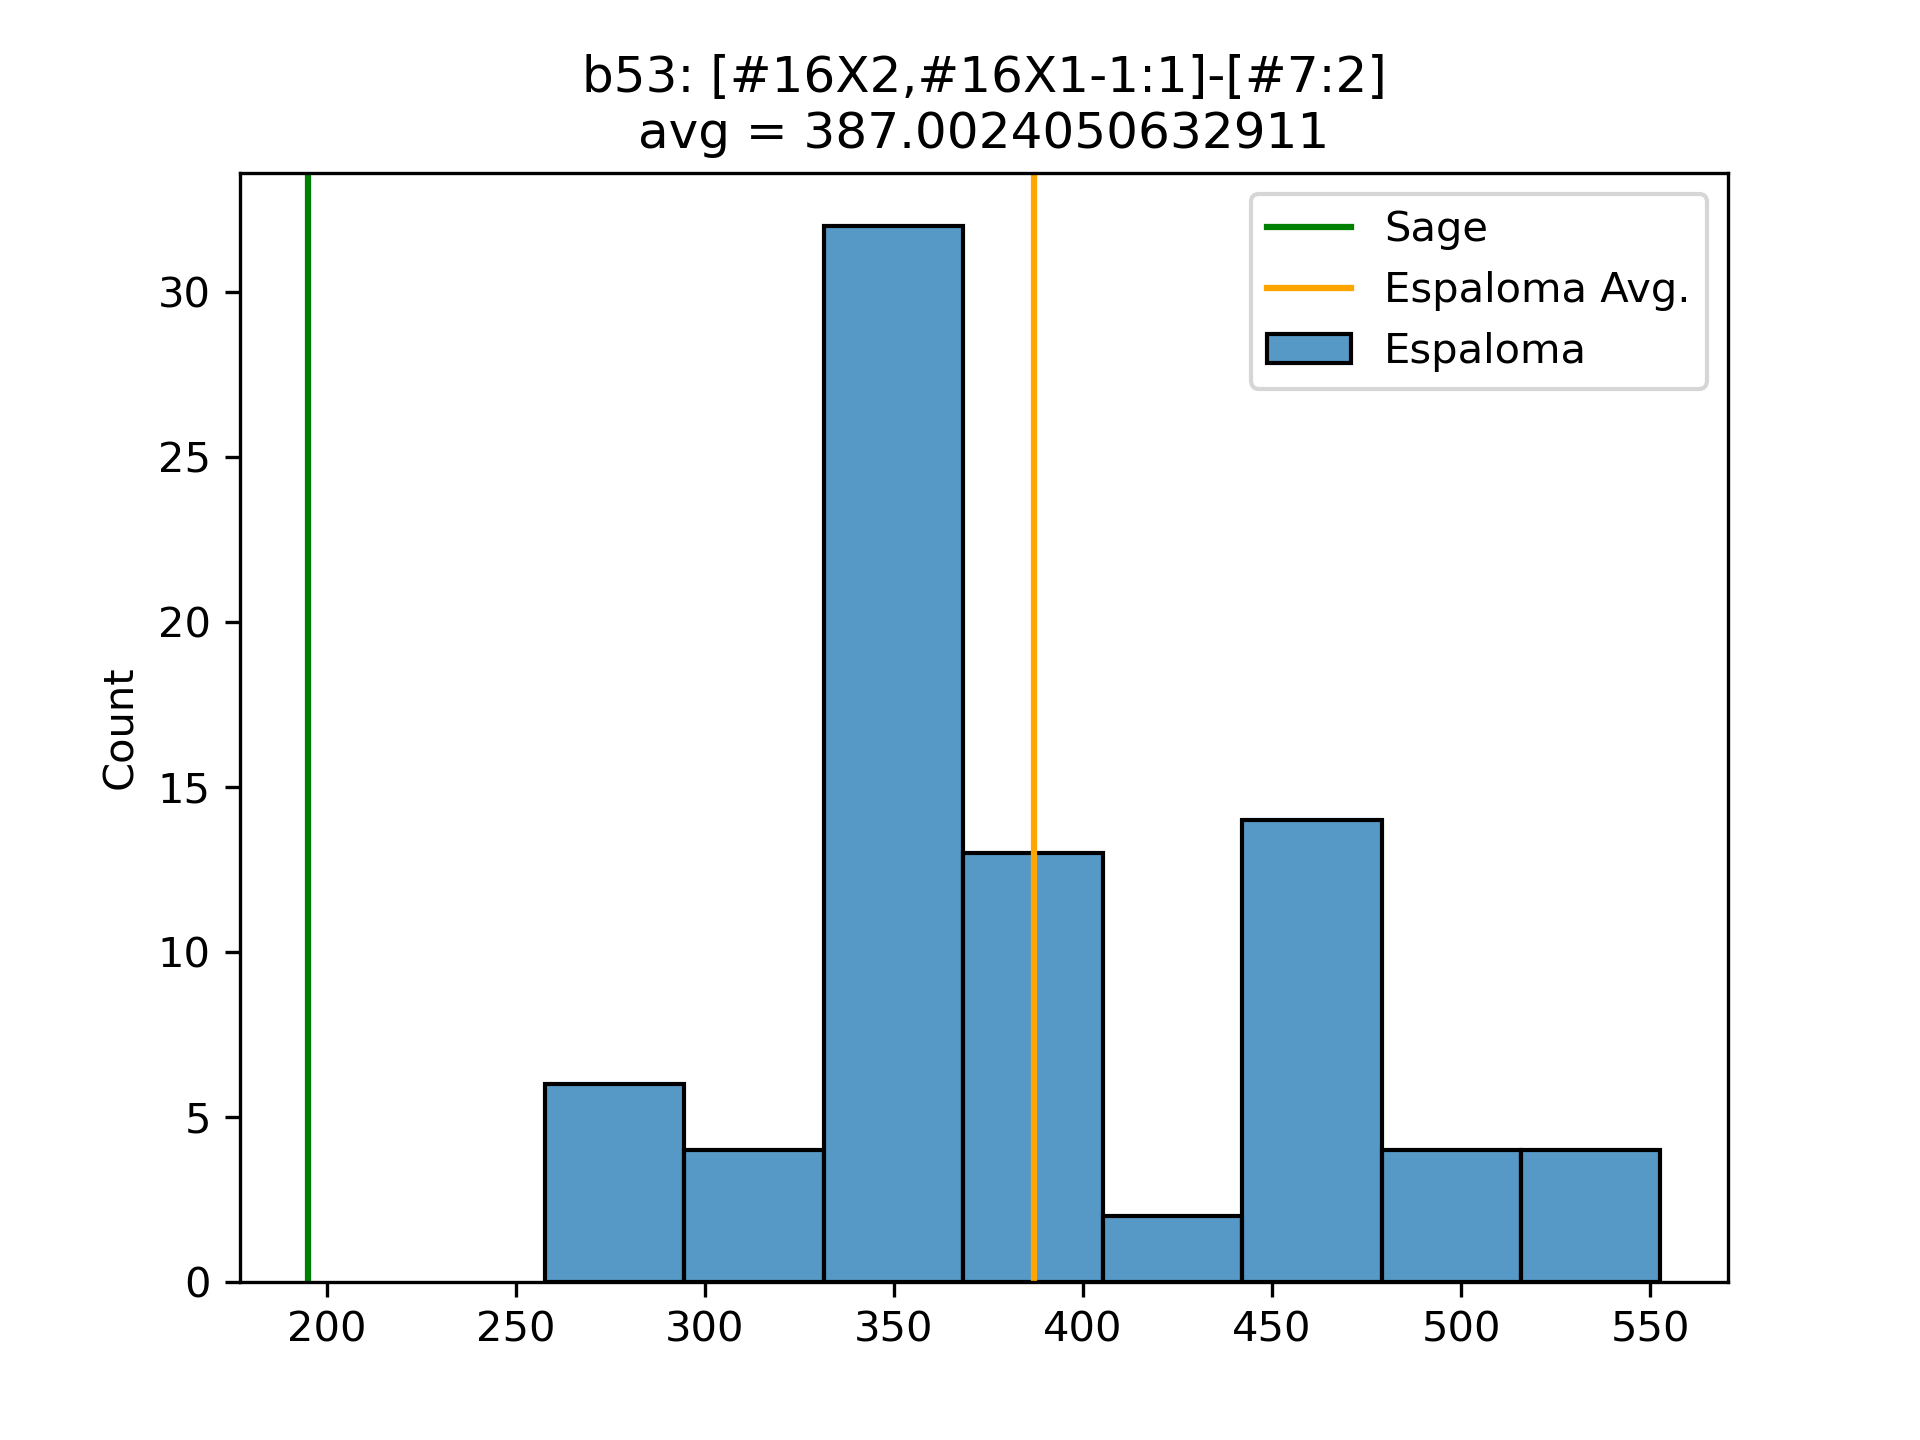 b53: [#16X2,#16X1-1:1]-[#7:2]
avg = 387.0024050632911
Sage
Espaloma Avg.
Espaloma
Count
30
25
20
15
10
5
0
200 250 300 350 400 450 500 550